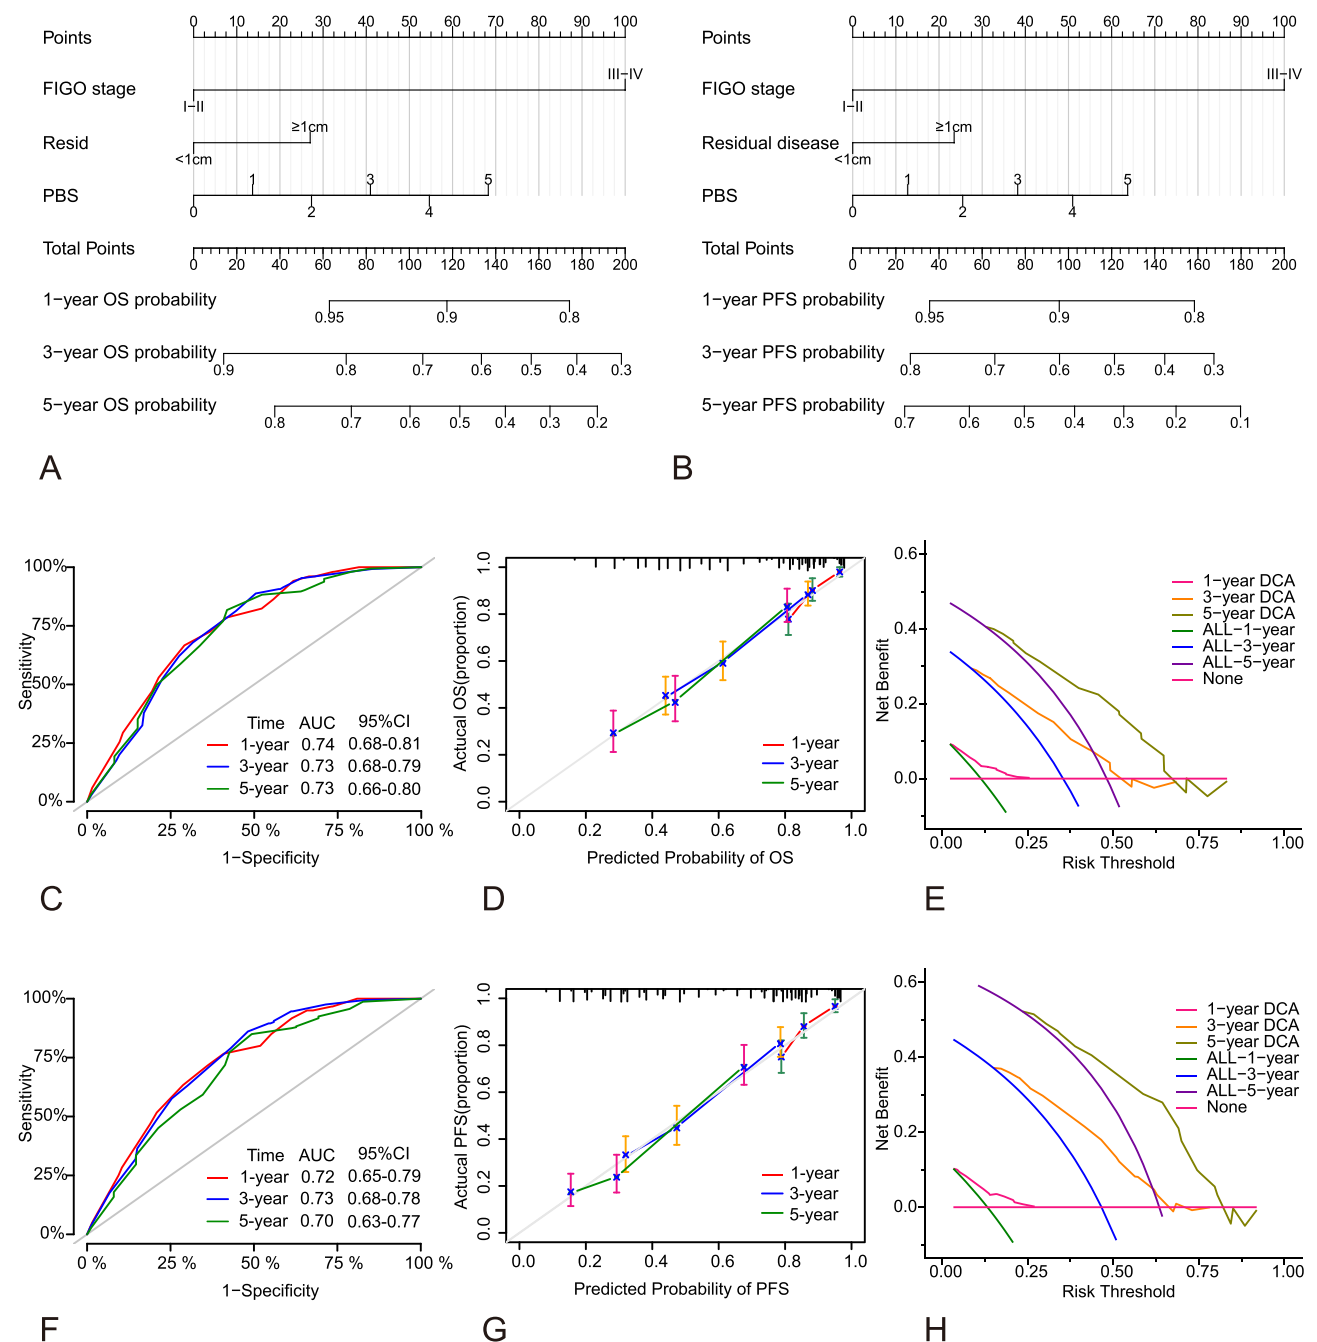 0 10 20 30 40 50 60 70 80 90 100
Points
III−IV
FIGO stage
I−II
≥1cm
Resid
<1cm
1 3 5
PBS
0 2 4
Total Points
0 20 40 60 80 100 120 140 160 180 200
1−year OS probability
0.95 0.9 0.8
3−year OS probability
0.9 0.8 0.7 0.6 0.5 0.4 0.3
5−year OS probability
0.8 0.7 0.6 0.5 0.4 0.3 0.2
A
0 10 20 30 40 50 60 70 80 90 100
Points
III−IV
FIGO stage
I−II
≥1cm
Residual disease
<1cm
1 3 5
PBS
0 2 4
Total Points
0 20 40 60 80 100 120 140 160 180 200
1−year PFS probability
0.95 0.9 0.8
3−year PFS probability
0.8 0.7 0.6 0.5 0.4 0.3
5−year PFS probability
0.7 0.6 0.5 0.4 0.3 0.2 0.1
B
Sensitivity
100%
75%
50%
25%
0%
Time AUC 95%CI
1-year 0.74 0.68-0.81
3-year 0.73 0.68-0.79
5-year 0.73 0.66-0.80
0 % 25 % 50 % 75 % 100 %
1−Specificity
C
Actucal OS(proportion)
1.0
0.8
0.6
0.4
0.2
0.0
1-year
3-year
5-year
0.0 0.2 0.4 0.6 0.8 1.0
Predicted Probability of OS
D
Net Benefit
0.6
0.4
0.2
0.0
1−year DCA
3−year DCA
5−year DCA
ALL−1−year
ALL−3−year
ALL−5−year
None
0.00 0.25 0.50 0.75 1.00
Risk Threshold
E
Sensitivity
100%
75%
50%
25%
0%
Time AUC 95%CI
1-year 0.72 0.65-0.79
3-year 0.73 0.68-0.78
5-year 0.70 0.63-0.77
0 % 25 % 50 % 75 % 100 %
1−Specificity
F
Actucal PFS(proportion)
1.0
0.8
0.6
0.4
0.2
0.0
1-year
3-year
5-year
0.0 0.2 0.4 0.6 0.8 1.0
Predicted Probability of PFS
G
Net Benefit
0.6
0.4
0.2
0.0
1−year DCA
3−year DCA
5−year DCA
ALL−1−year
ALL−3−year
ALL−5−year
None
0.00 0.25 0.50 0.75 1.00
Risk Threshold
H